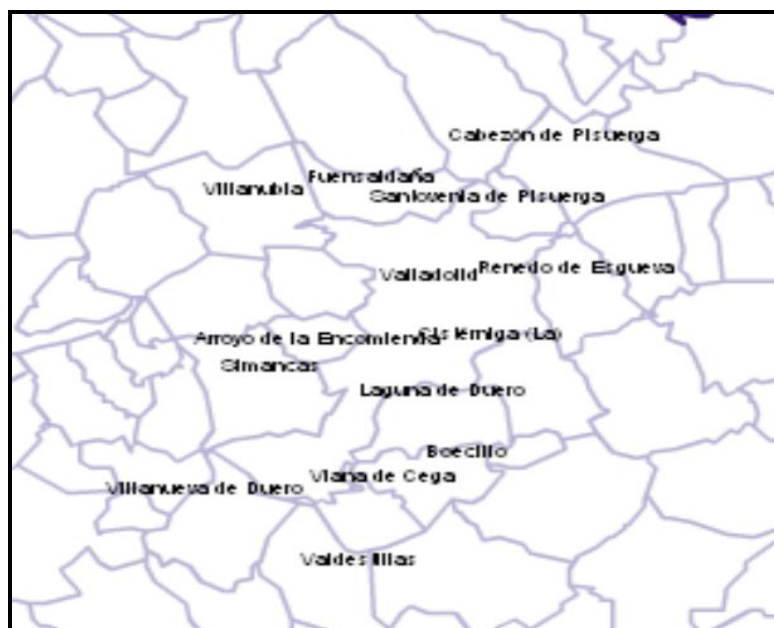 Cabezón de Pisuerga
Fuensaldaña
Villanubla
Santovenia de Pisuerga
Renedo de Esgueva
Valladolid
Cistérniga (La)
Arroyo de la Encomienda
Simancas
Laguna de Duero
Boecillo
Viana de Cega
Villanueva de Duero
Valdestillas